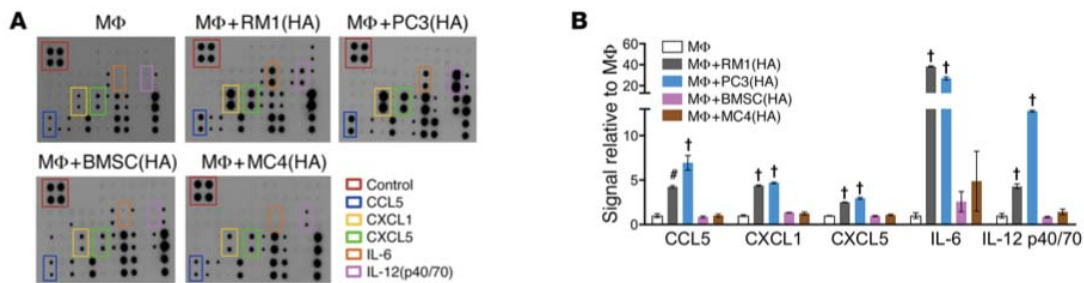 A
MΦ
MΦ+RM1(HA)
MΦ+PC3(HA)
MΦ+BMSC(HA)
MΦ+MC4(HA)
Control
CCL5
CXCL1
CXCL5
IL-6
IL-12(p40/70)
B
Signal relative to MΦ
60
40
20
10
5
0
MΦ
MΦ+RM1(HA)
MΦ+PC3(HA)
MΦ+BMSC(HA)
MΦ+MC4(HA)
# †
† †
† †
† †
† †
CCL5 CXCL1 CXCL5 IL-6 IL-12 p40/70